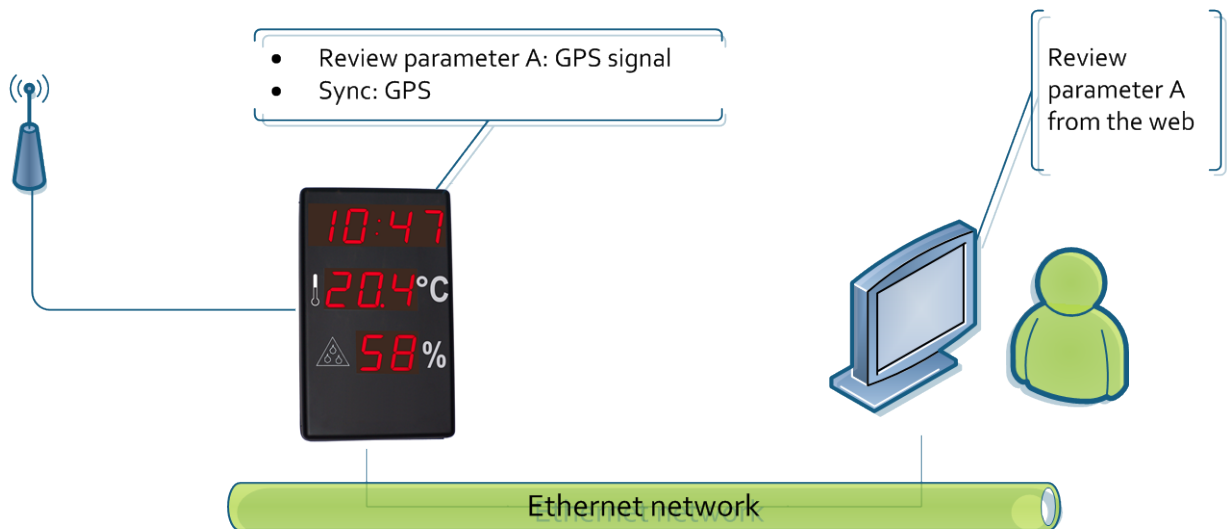 • Review parameter A: GPS signal
• Sync: GPS
Review
parameter A
from the web
10:47
20.4°C
58%
Ethernet network